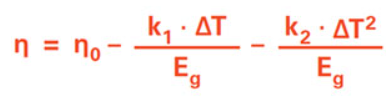 η = η₀ − k₁ · ΔT / E_g − k₂ · ΔT² / E_g